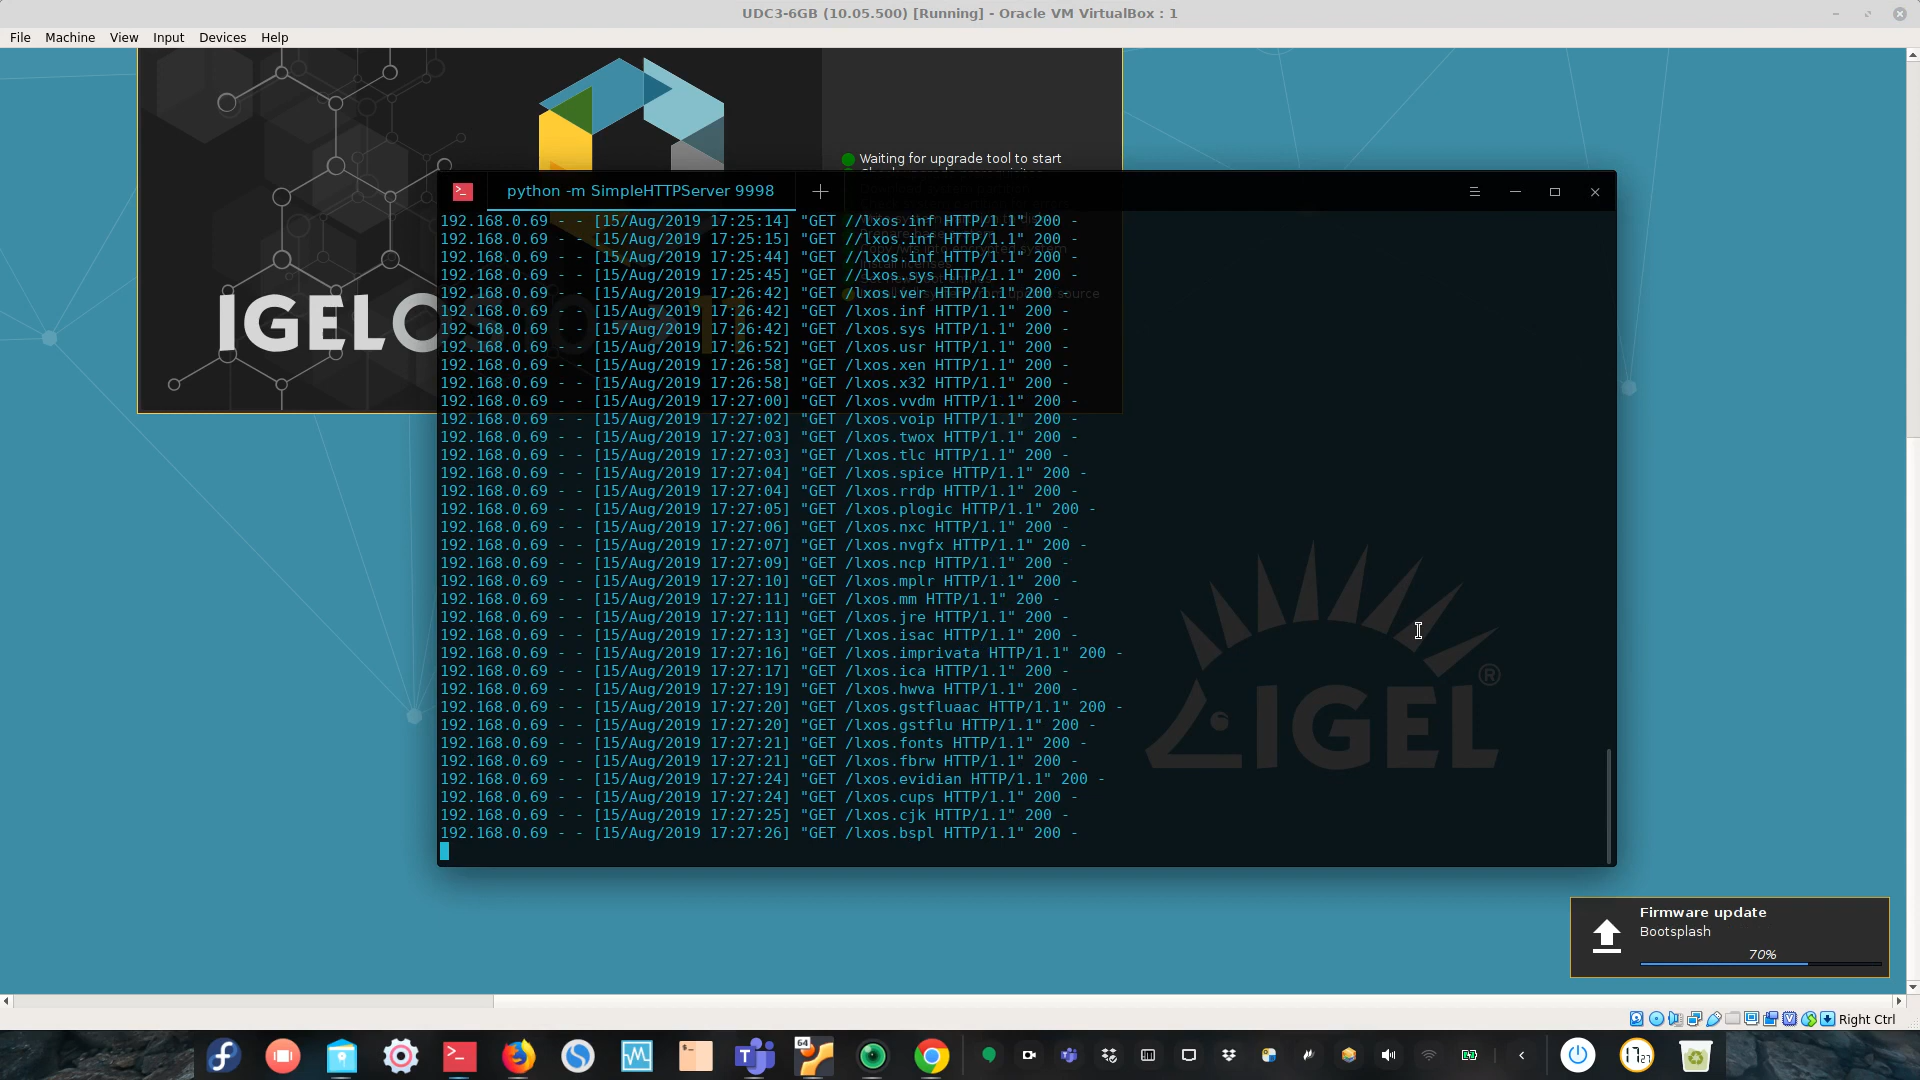 UDC3-6GB (10.05.500) [Running] - Oracle VM VirtualBox : 1
File Machine View Input Devices Help
Waiting for upgrade tool to start
python -m SimpleHTTPServer 9998
192.168.0.69 - - [15/Aug/2019 17:25:14] "GET //lxos.inf HTTP/1.1" 200 -
192.168.0.69 - - [15/Aug/2019 17:25:15] "GET //lxos.inf HTTP/1.1" 200 -
192.168.0.69 - - [15/Aug/2019 17:25:44] "GET //lxos.inf HTTP/1.1" 200 -
192.168.0.69 - - [15/Aug/2019 17:25:45] "GET //lxos.sys HTTP/1.1" 200 -
192.168.0.69 - - [15/Aug/2019 17:26:42] "GET /lxos.ver HTTP/1.1" 200 -
192.168.0.69 - - [15/Aug/2019 17:26:42] "GET /lxos.inf HTTP/1.1" 200 -
192.168.0.69 - - [15/Aug/2019 17:26:42] "GET /lxos.sys HTTP/1.1" 200 -
192.168.0.69 - - [15/Aug/2019 17:26:52] "GET /lxos.usr HTTP/1.1" 200 -
192.168.0.69 - - [15/Aug/2019 17:26:58] "GET /lxos.xen HTTP/1.1" 200 -
192.168.0.69 - - [15/Aug/2019 17:26:58] "GET /lxos.x32 HTTP/1.1" 200 -
192.168.0.69 - - [15/Aug/2019 17:27:00] "GET /lxos.vvdm HTTP/1.1" 200 -
192.168.0.69 - - [15/Aug/2019 17:27:02] "GET /lxos.voip HTTP/1.1" 200 -
192.168.0.69 - - [15/Aug/2019 17:27:03] "GET /lxos.twox HTTP/1.1" 200 -
192.168.0.69 - - [15/Aug/2019 17:27:03] "GET /lxos.tlc HTTP/1.1" 200 -
192.168.0.69 - - [15/Aug/2019 17:27:04] "GET /lxos.spice HTTP/1.1" 200 -
192.168.0.69 - - [15/Aug/2019 17:27:04] "GET /lxos.rrdp HTTP/1.1" 200 -
192.168.0.69 - - [15/Aug/2019 17:27:05] "GET /lxos.plogic HTTP/1.1" 200 -
192.168.0.69 - - [15/Aug/2019 17:27:06] "GET /lxos.nxc HTTP/1.1" 200 -
192.168.0.69 - - [15/Aug/2019 17:27:07] "GET /lxos.nvgfx HTTP/1.1" 200 -
192.168.0.69 - - [15/Aug/2019 17:27:09] "GET /lxos.ncp HTTP/1.1" 200 -
192.168.0.69 - - [15/Aug/2019 17:27:10] "GET /lxos.mplr HTTP/1.1" 200 -
192.168.0.69 - - [15/Aug/2019 17:27:11] "GET /lxos.mm HTTP/1.1" 200 -
192.168.0.69 - - [15/Aug/2019 17:27:11] "GET /lxos.jre HTTP/1.1" 200 -
192.168.0.69 - - [15/Aug/2019 17:27:13] "GET /lxos.isac HTTP/1.1" 200 -
192.168.0.69 - - [15/Aug/2019 17:27:16] "GET /lxos.imprivata HTTP/1.1" 200 -
192.168.0.69 - - [15/Aug/2019 17:27:17] "GET /lxos.ica HTTP/1.1" 200 -
192.168.0.69 - - [15/Aug/2019 17:27:19] "GET /lxos.hwva HTTP/1.1" 200 -
192.168.0.69 - - [15/Aug/2019 17:27:20] "GET /lxos.gstfluaac HTTP/1.1" 200 -
192.168.0.69 - - [15/Aug/2019 17:27:20] "GET /lxos.gstflu HTTP/1.1" 200 -
192.168.0.69 - - [15/Aug/2019 17:27:21] "GET /lxos.fonts HTTP/1.1" 200 -
192.168.0.69 - - [15/Aug/2019 17:27:21] "GET /lxos.fbrw HTTP/1.1" 200 -
192.168.0.69 - - [15/Aug/2019 17:27:24] "GET /lxos.evidian HTTP/1.1" 200 -
192.168.0.69 - - [15/Aug/2019 17:27:24] "GET /lxos.cups HTTP/1.1" 200 -
192.168.0.69 - - [15/Aug/2019 17:27:25] "GET /lxos.cjk HTTP/1.1" 200 -
192.168.0.69 - - [15/Aug/2019 17:27:26] "GET /lxos.bspl HTTP/1.1" 200 -
IGEL OS 10 → 11
IGEL®
Firmware update
Bootsplash
70%
Right Ctrl
64
17 27